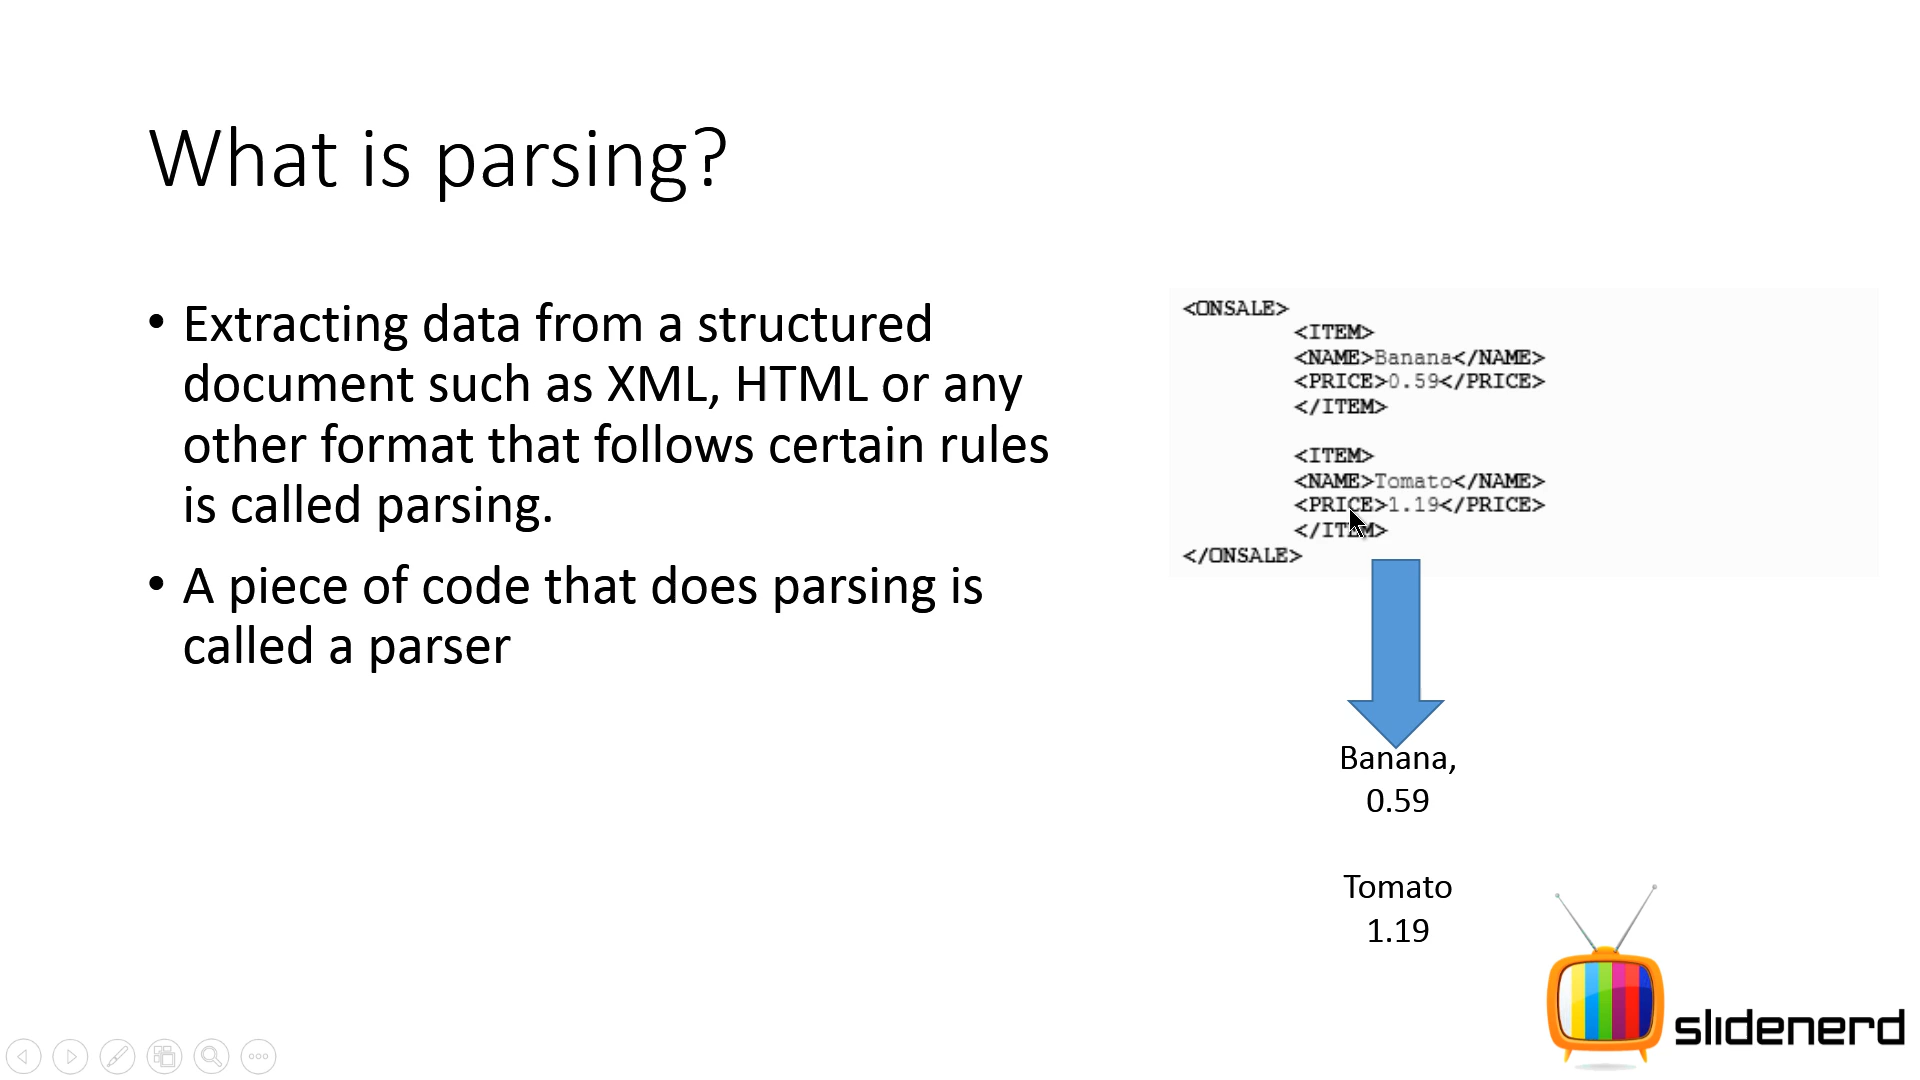 What is parsing?
• Extracting data from a structured
document such as XML, HTML or any
other format that follows certain rules
is called parsing.
• A piece of code that does parsing is
called a parser
<ONSALE>
<ITEM>
<NAME>Banana</NAME>
<PRICE>0.59</PRICE>
</ITEM>
<ITEM>
<NAME>Tomato</NAME>
<PRICE>1.19</PRICE>
</ITEM>
</ONSALE>
Banana,
0.59
Tomato
1.19
slidenerd